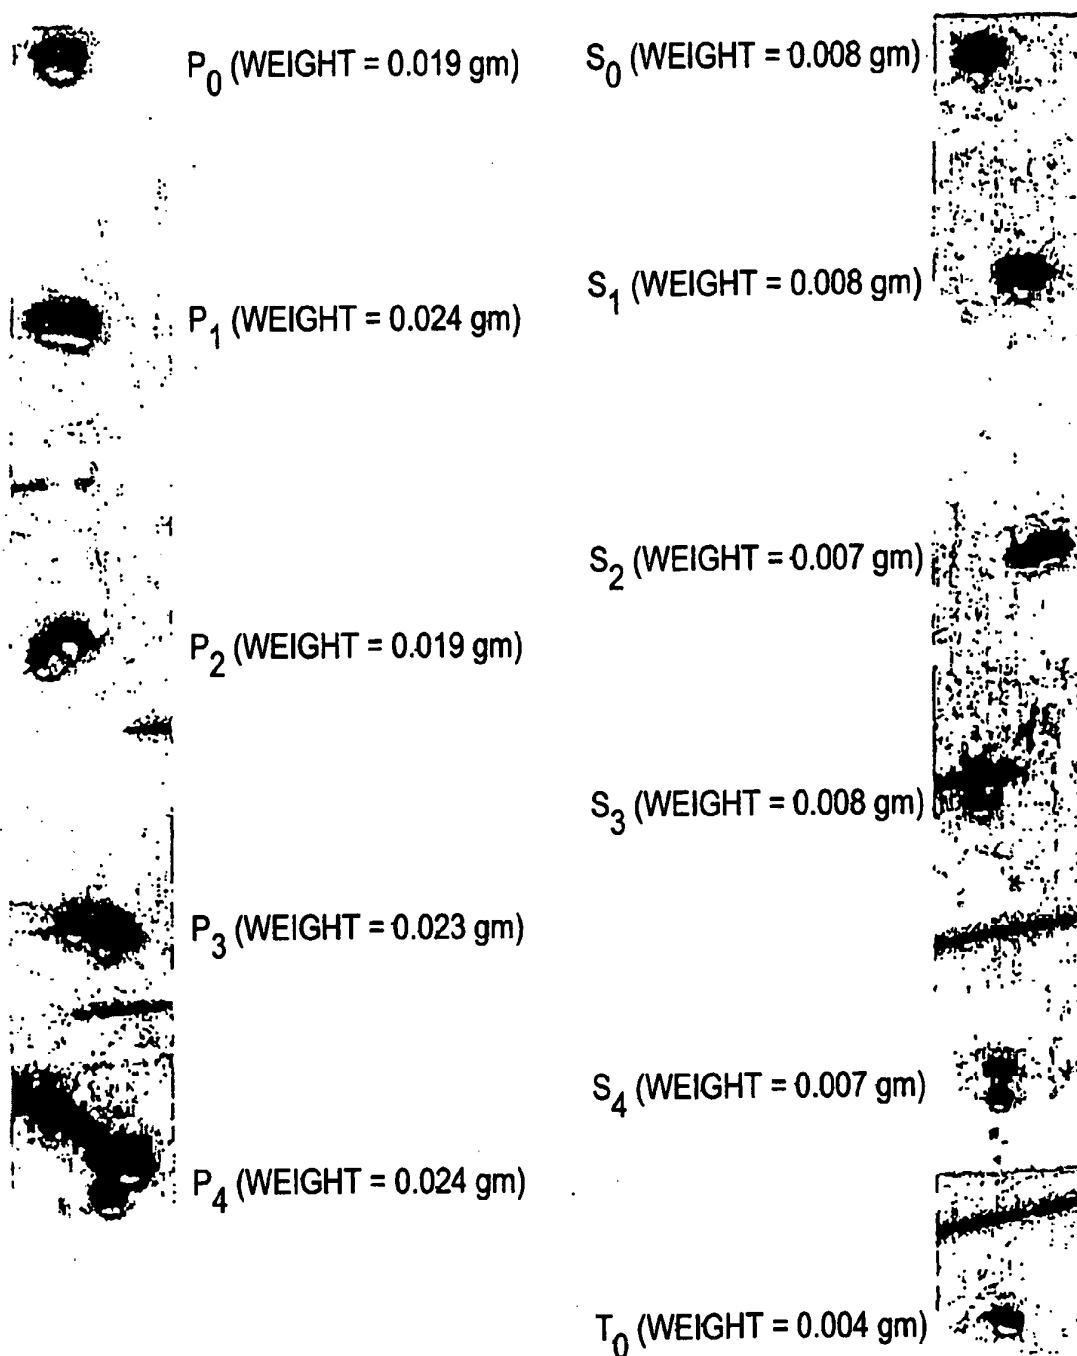 P0 (WEIGHT = 0.019 gm)
P1 (WEIGHT = 0.024 gm)
P2 (WEIGHT = 0.019 gm)
P3 (WEIGHT = 0.023 gm)
P4 (WEIGHT = 0.024 gm)
S0 (WEIGHT = 0.008 gm)
S1 (WEIGHT = 0.008 gm)
S2 (WEIGHT = 0.007 gm)
S3 (WEIGHT = 0.008 gm)
S4 (WEIGHT = 0.007 gm)
T0 (WEIGHT = 0.004 gm)